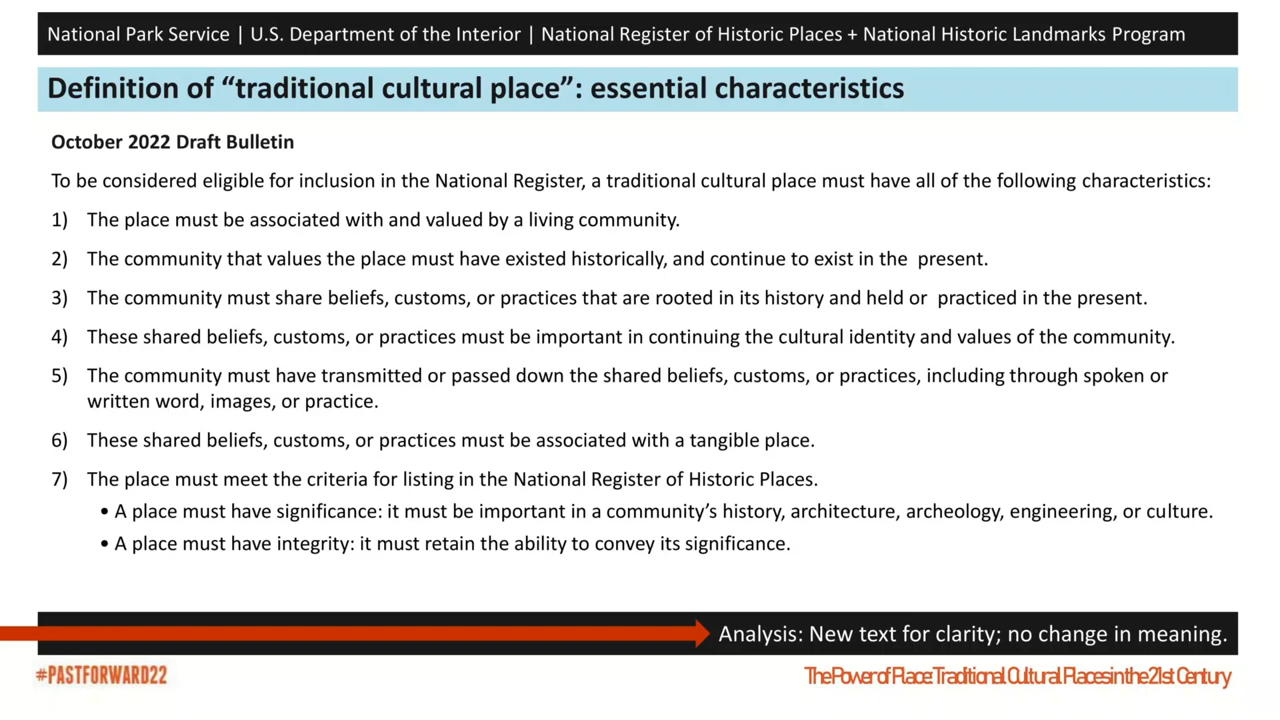 National Park Service | U.S. Department of the Interior | National Register of Historic Places + National Historic Landmarks Program
Definition of “traditional cultural place”: essential characteristics
October 2022 Draft Bulletin
To be considered eligible for inclusion in the National Register, a traditional cultural place must have all of the following characteristics:
1) The place must be associated with and valued by a living community.
2) The community that values the place must have existed historically, and continue to exist in the present.
3) The community must share beliefs, customs, or practices that are rooted in its history and held or practiced in the present.
4) These shared beliefs, customs, or practices must be important in continuing the cultural identity and values of the community.
5) The community must have transmitted or passed down the shared beliefs, customs, or practices, including through spoken or
written word, images, or practice.
6) These shared beliefs, customs, or practices must be associated with a tangible place.
7) The place must meet the criteria for listing in the National Register of Historic Places.
• A place must have significance: it must be important in a community’s history, architecture, archeology, engineering, or culture.
• A place must have integrity: it must retain the ability to convey its significance.
Analysis: New text for clarity; no change in meaning.
#PASTFORWARD22
The Power of Place: Traditional Cultural Places in the 21st Century